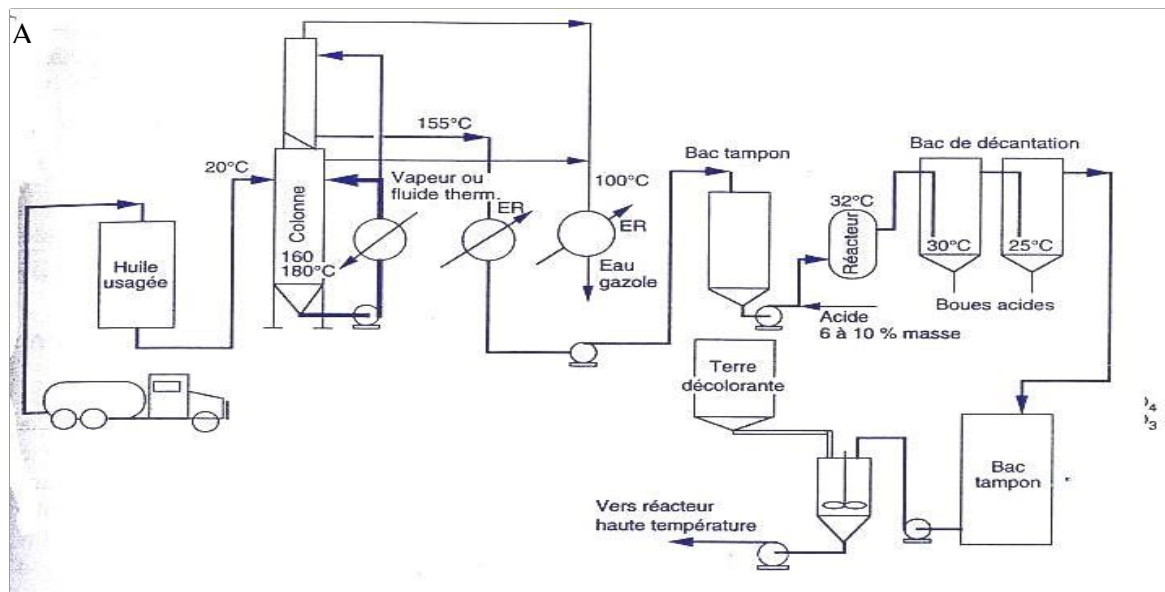 A
155°C
20°C
Vapeur ou
fluide therm.
Colonne
160
180°C
ER
100°C
ER
Eau
gazole
Huile
usagée
Bac tampon
Bac de décantation
32°C
Réacteur
30°C
25°C
Boues acides
Acide
6 à 10 % masse
Terre
décolorante
Bac
tampon
Vers réacteur
haute température